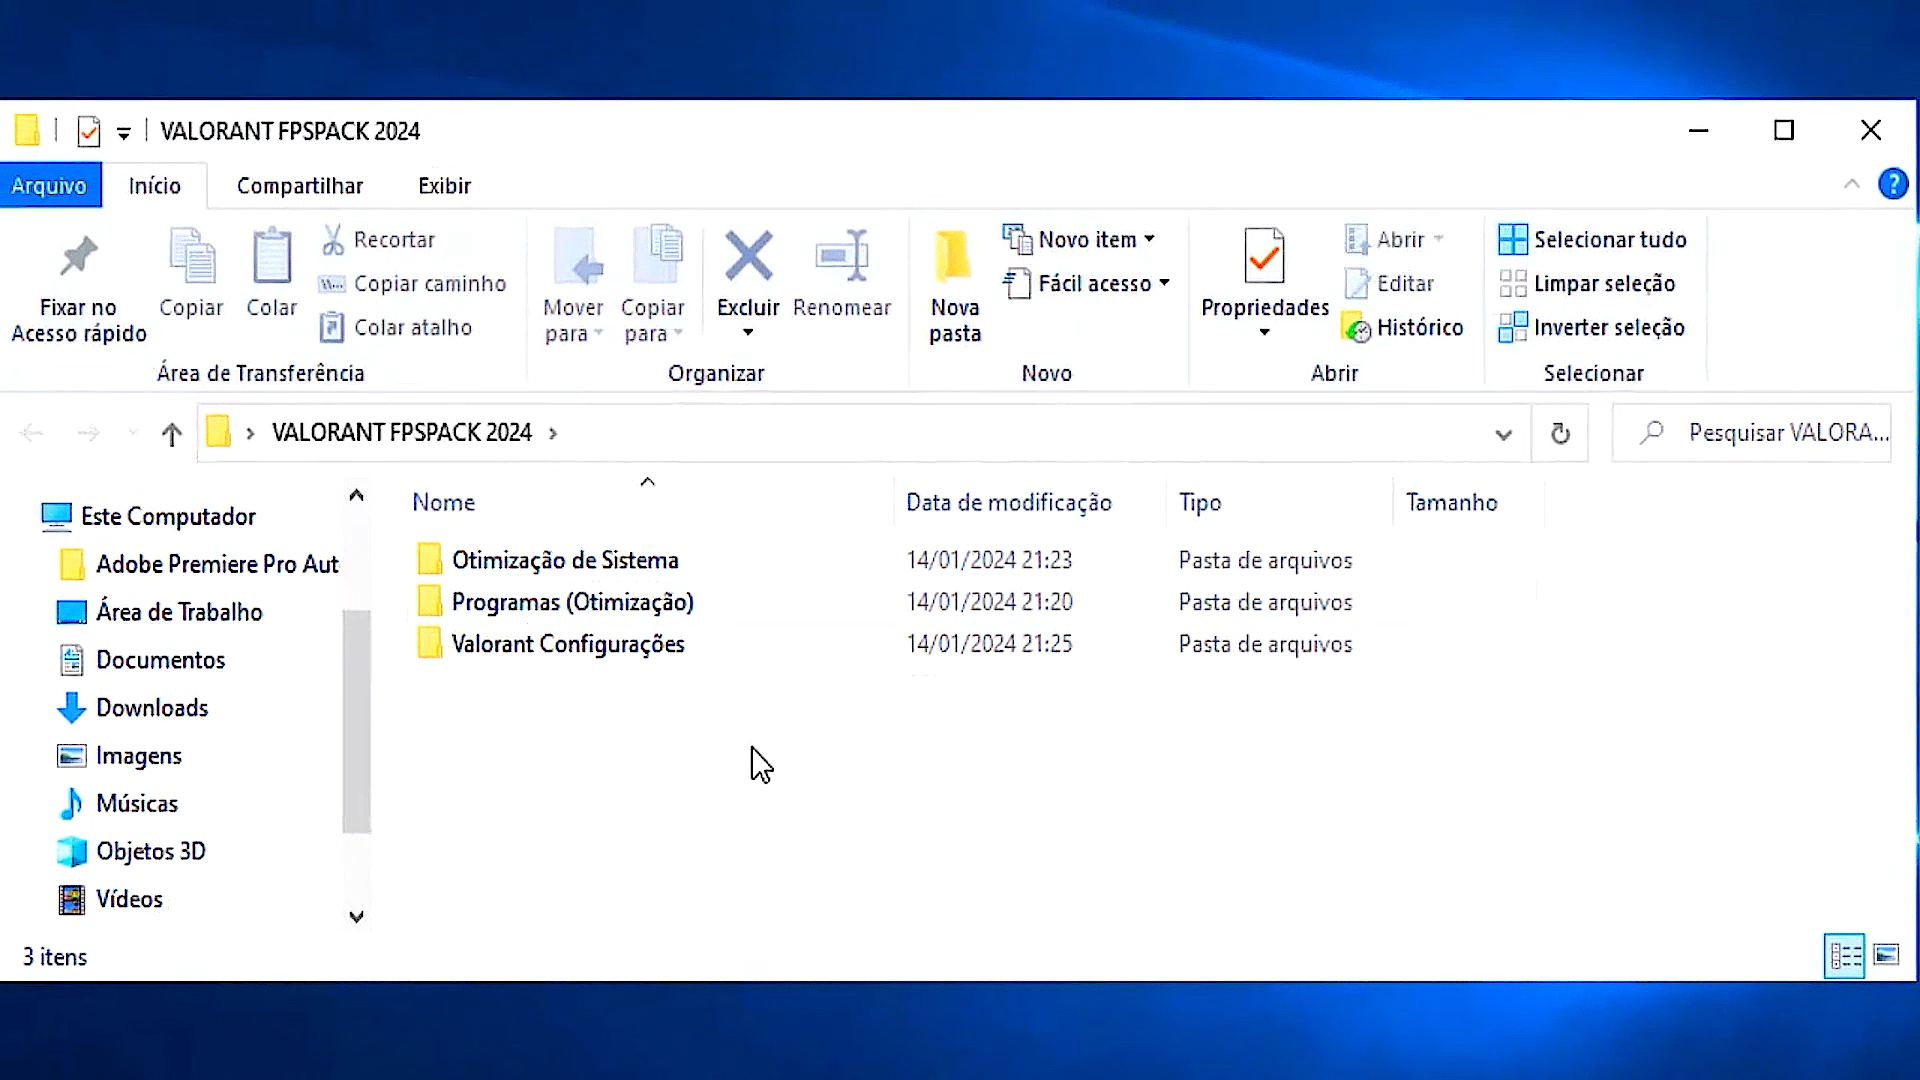 VALORANT FPSPACK 2024
Arquivo Início Compartilhar Exibir
Fixar no Acesso rápido
Copiar
Colar
Recortar
Copiar caminho
Colar atalho
Área de Transferência
Mover para
Copiar para
Excluir
Renomear
Organizar
Nova pasta
Novo item
Fácil acesso
Novo
Propriedades
Abrir
Editar
Histórico
Abrir
Selecionar tudo
Limpar seleção
Inverter seleção
Selecionar
VALORANT FPSPACK 2024
Pesquisar VALORA...
Este Computador
Adobe Premiere Pro Aut
Área de Trabalho
Documentos
Downloads
Imagens
Músicas
Objetos 3D
Vídeos
Nome Data de modificação Tipo Tamanho
Otimização de Sistema 14/01/2024 21:23 Pasta de arquivos
Programas (Otimização) 14/01/2024 21:20 Pasta de arquivos
Valorant Configurações 14/01/2024 21:25 Pasta de arquivos
3 itens